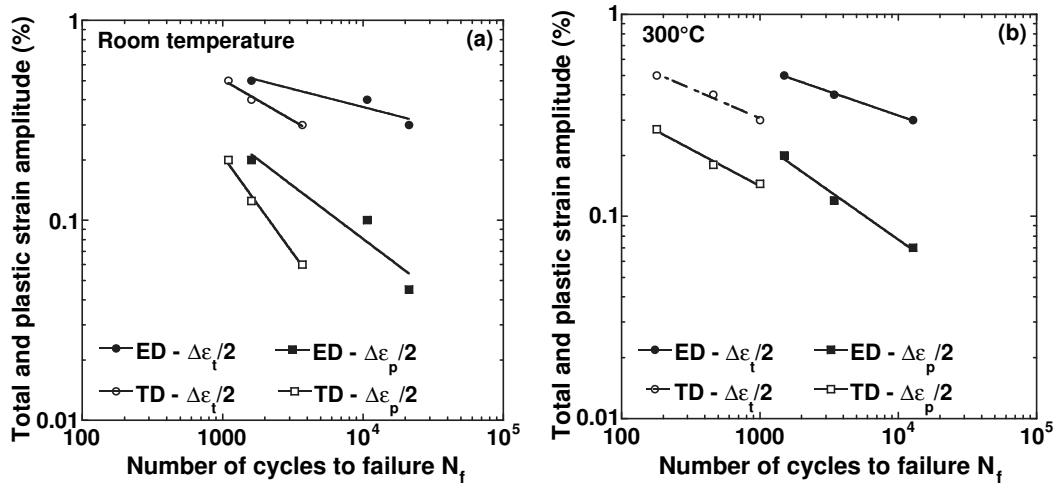 Total and plastic strain amplitude (%)
1
0.1
0.01
Room temperature
(a)
ED - Δε_t/2
ED - Δε_p/2
TD - Δε_t/2
TD - Δε_p/2
100
1000
10^4
10^5
Number of cycles to failure N_f
Total and plastic strain amplitude (%)
1
0.1
0.01
300°C
(b)
ED - Δε_t/2
ED - Δε_p/2
TD - Δε_t/2
TD - Δε_p/2
100
1000
10^4
10^5
Number of cycles to failure N_f